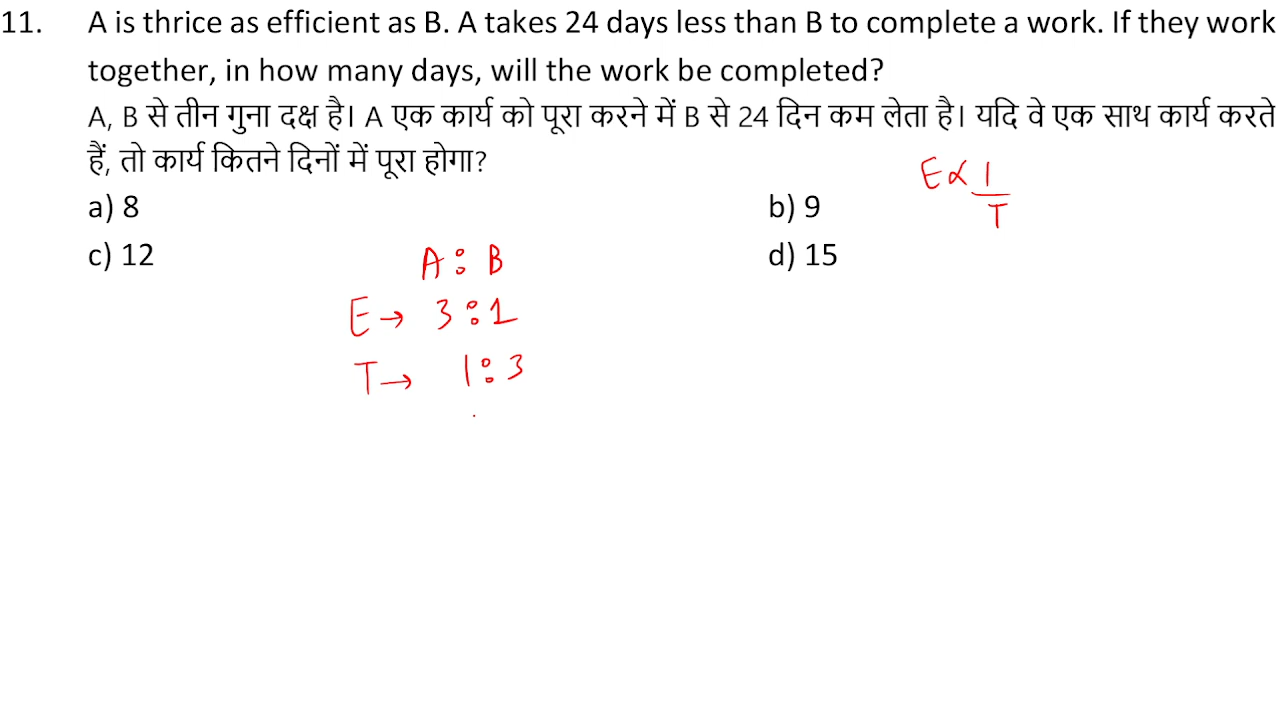 11. A is thrice as efficient as B. A takes 24 days less than B to complete a work. If they work
together, in how many days, will the work be completed?
A, B से तीन गुना दक्ष है। A एक कार्य को पूरा करने में B से 24 दिन कम लेता है। यदि वे एक साथ कार्य करते
हैं, तो कार्य कितने दिनों में पूरा होगा?
E∝ 1/T
a) 8 b) 9
c) 12 d) 15
A : B
E → 3 : 1
T → 1 : 3